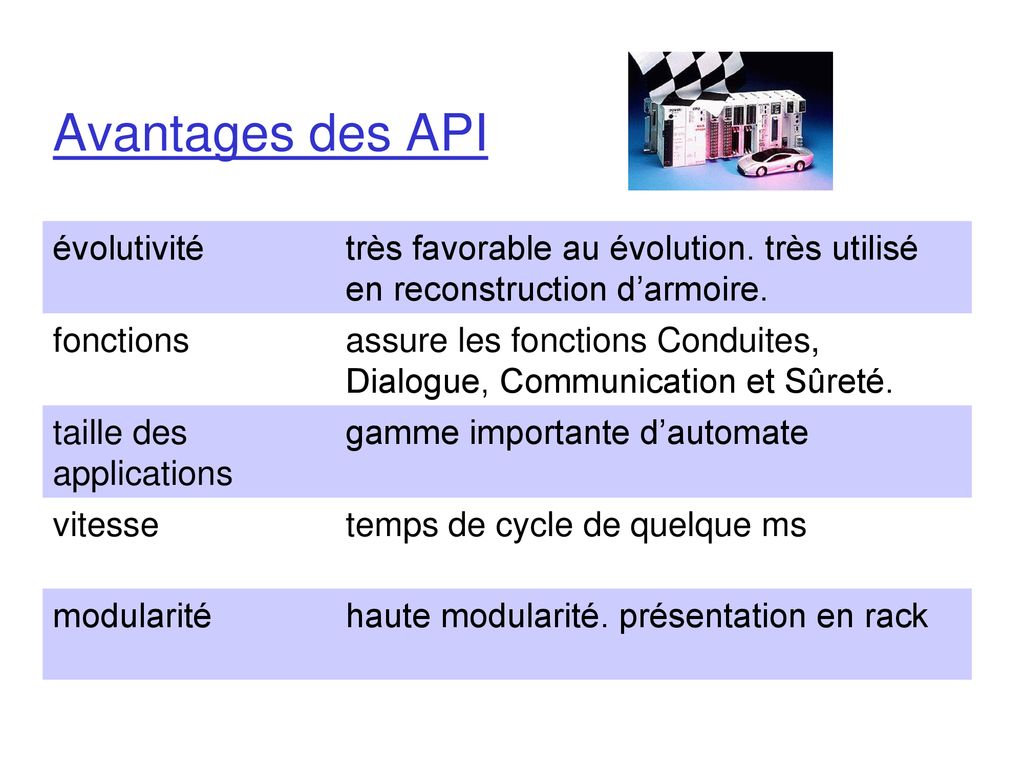 Avantages des API
évolutivité
très favorable au évolution. très utilisé
en reconstruction d’armoire.
fonctions
assure les fonctions Conduites,
Dialogue, Communication et Sûreté.
taille des
applications
gamme importante d’automate
vitesse
temps de cycle de quelque ms
modularité
haute modularité. présentation en rack